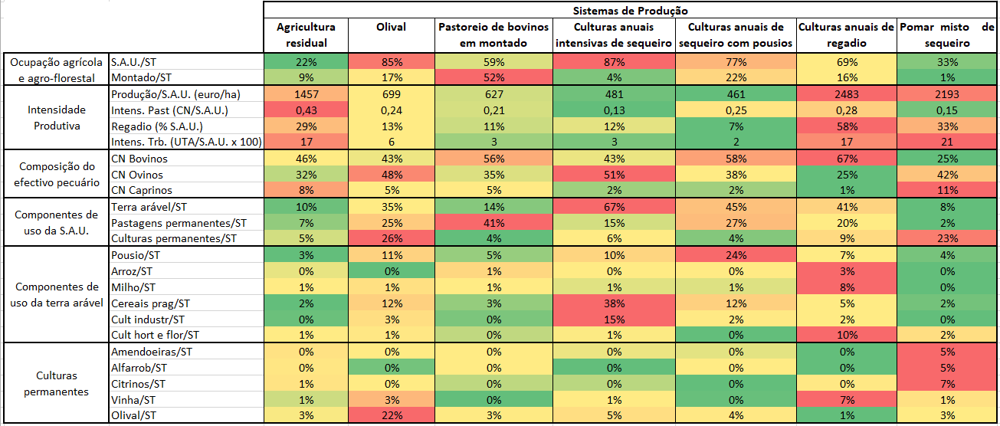 Sistemas de Produção
Agricultura residual | Olival | Pastoreio de bovinos em montado | Culturas anuais intensivas de sequeiro | Culturas anuais de sequeiro com pousios | Culturas anuais de regadio | Pomar misto de sequeiro
Ocupação agrícola e agro-florestal | S.A.U./ST | 22% | 85% | 59% | 87% | 77% | 69% | 33%
Montado/ST | 9% | 17% | 52% | 4% | 22% | 16% | 1%
Intensidade Produtiva | Produção/S.A.U. (euro/ha) | 1457 | 699 | 627 | 481 | 461 | 2483 | 2193
Intens. Past (CN/S.A.U.) | 0,43 | 0,24 | 0,21 | 0,13 | 0,25 | 0,28 | 0,15
Regadio (% S.A.U.) | 29% | 13% | 11% | 12% | 7% | 58% | 33%
Intens. Trb. (UTA/S.A.U. x 100) | 17 | 6 | 3 | 3 | 2 | 17 | 21
Composição do efetivo pecuário | CN Bovinos | 46% | 43% | 56% | 43% | 58% | 67% | 25%
CN Ovinos | 32% | 48% | 35% | 51% | 38% | 25% | 42%
CN Caprinos | 8% | 5% | 5% | 2% | 2% | 1% | 11%
Componentes de uso da S.A.U. | Terra arável/ST | 10% | 35% | 14% | 67% | 45% | 41% | 8%
Pastagens permanentes/ST | 7% | 25% | 41% | 15% | 27% | 20% | 2%
Culturas permanentes/ST | 5% | 26% | 4% | 6% | 4% | 9% | 23%
Componentes de uso da terra arável | Pousio/ST | 3% | 11% | 5% | 10% | 24% | 7% | 4%
Arroz/ST | 0% | 0% | 1% | 0% | 0% | 3% | 0%
Milho/ST | 1% | 1% | 1% | 1% | 1% | 8% | 0%
Cereais prag/ST | 2% | 12% | 3% | 38% | 12% | 5% | 2%
Cult industr/ST | 0% | 3% | 0% | 15% | 2% | 2% | 0%
Cult hort e flor/ST | 1% | 1% | 0% | 1% | 0% | 10% | 2%
Culturas permanentes | Amendoeiras/ST | 0% | 0% | 0% | 0% | 0% | 0% | 5%
Alfarrob/ST | 0% | 0% | 0% | 0% | 0% | 0% | 5%
Citrinos/ST | 1% | 0% | 0% | 0% | 0% | 0% | 7%
Vinha/ST | 1% | 3% | 0% | 1% | 0% | 7% | 1%
Olival/ST | 3% | 22% | 3% | 5% | 4% | 1% | 3%